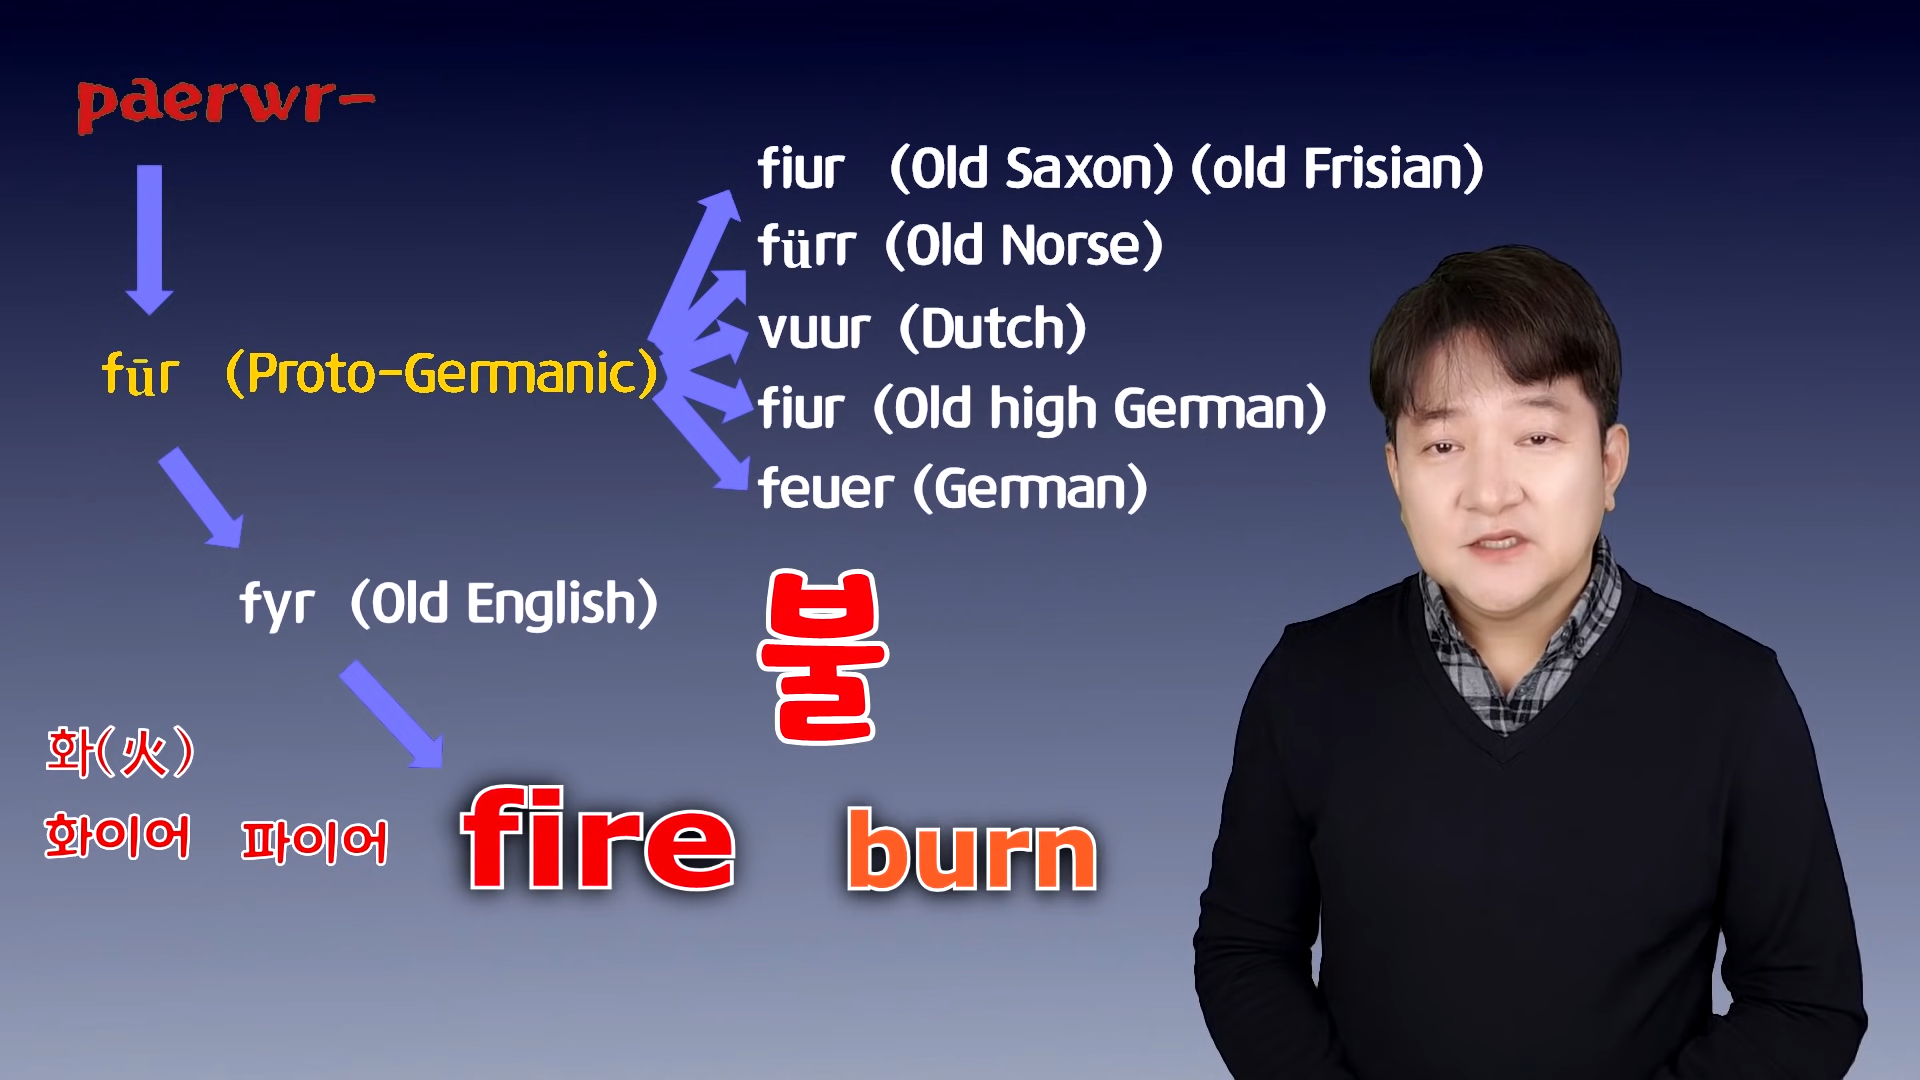 paerwr-
fiur (Old Saxon) (old Frisian)
fürr (Old Norse)
vuur (Dutch)
fūr (Proto-Germanic)
fiur (Old high German)
feuer (German)
fyr (Old English)
불
화(火)
화이어 파이어 fire burn